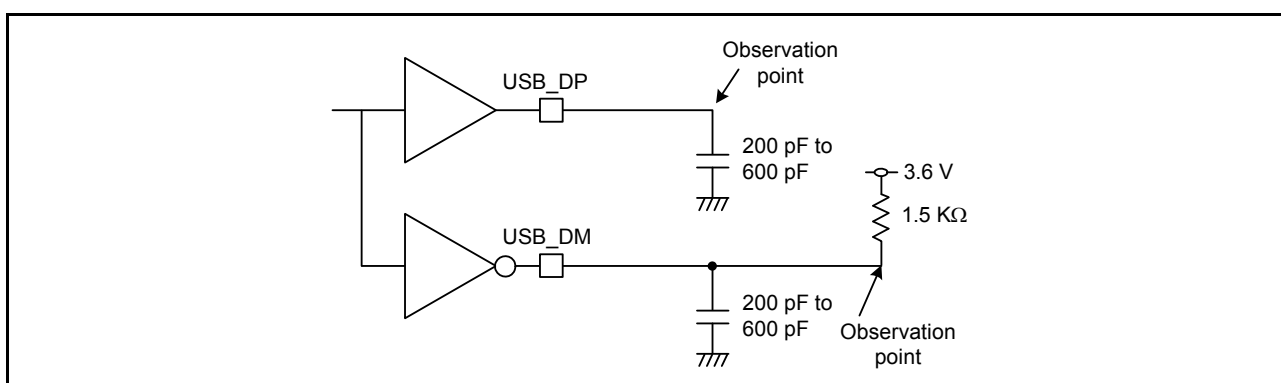 Observation
point
USB_DP
200 pF to
600 pF
3.6 V
1.5 KΩ
USB_DM
200 pF to
600 pF
Observation
point